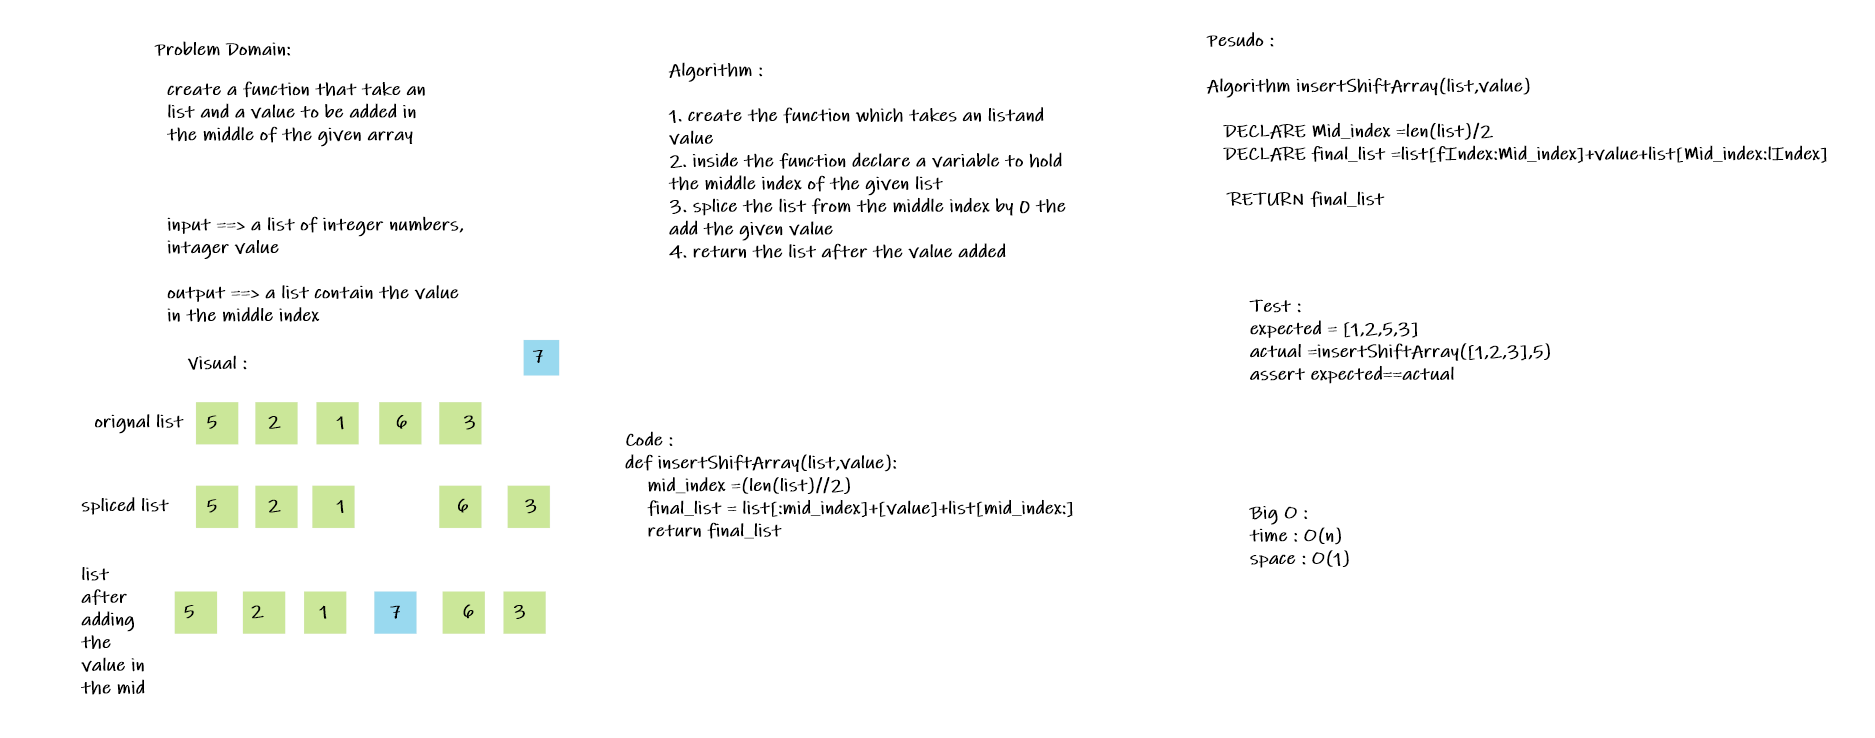 Problem Domain:
create a function that take an
list and a value to be added in
the middle of the given array
input ==> a list of integer numbers,
intager value
output ==> a list contain the value
in the middle index
Visual :
7
orignal list 5 2 1 6 3
spliced list 5 2 1 6 3
list
after
adding
the
value in
the mid
5 2 1 7 6 3
Algorithm :
1. create the function which takes an listand
value
2. inside the function declare a variable to hold
the middle index of the given list
3. splice the list from the middle index by 0 the
add the given value
4. return the list after the value added
Code :
def insertShiftArray(list,value):
mid_index =(len(list)//2)
final_list = list[:mid_index]+[value]+list[mid_index:]
return final_list
Pesudo :
Algorithm insertShiftArray(list,value)
DECLARE Mid_index =len(list)/2
DECLARE final_list =list[fIndex:Mid_index]+value+list[Mid_index:lIndex]
RETURN final_list
Test :
expected = [1,2,5,3]
actual =insertShiftArray([1,2,3],5)
assert expected==actual
Big O :
time : O(n)
space : O(1)